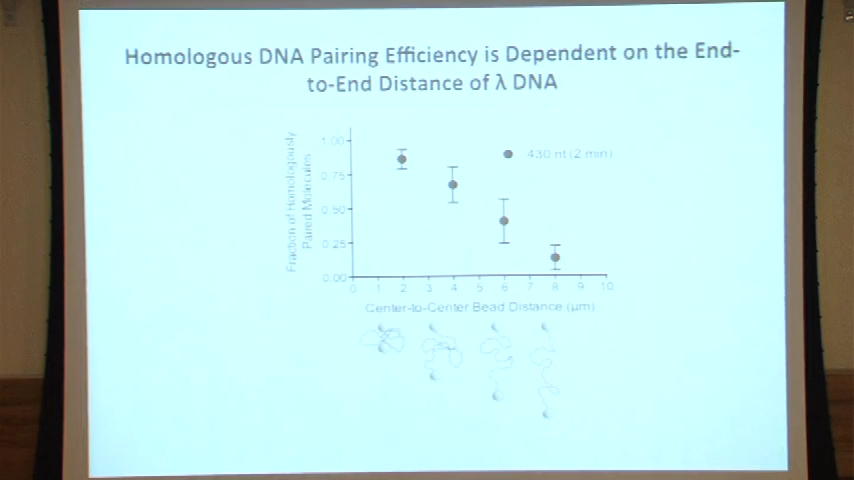 Homologous DNA Pairing Efficiency is Dependent on the End-
to-End Distance of λ DNA
Fraction of Homologously
Paired Molecules
1.00
0.75
0.50
0.25
0.00
430 nt (2 min)
0 1 2 3 4 5 6 7 8 9 10
Center-to-Center Bead Distance (µm)